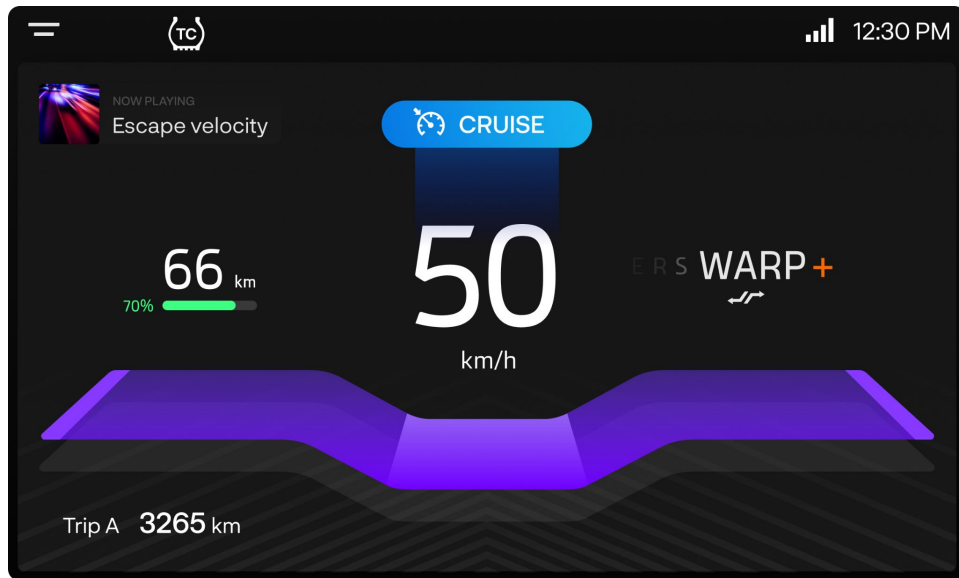 TC
12:30 PM
NOW PLAYING
Escape velocity
CRUISE
66 km
70%
50
km/h
E R S WARP+
Trip A 3265 km